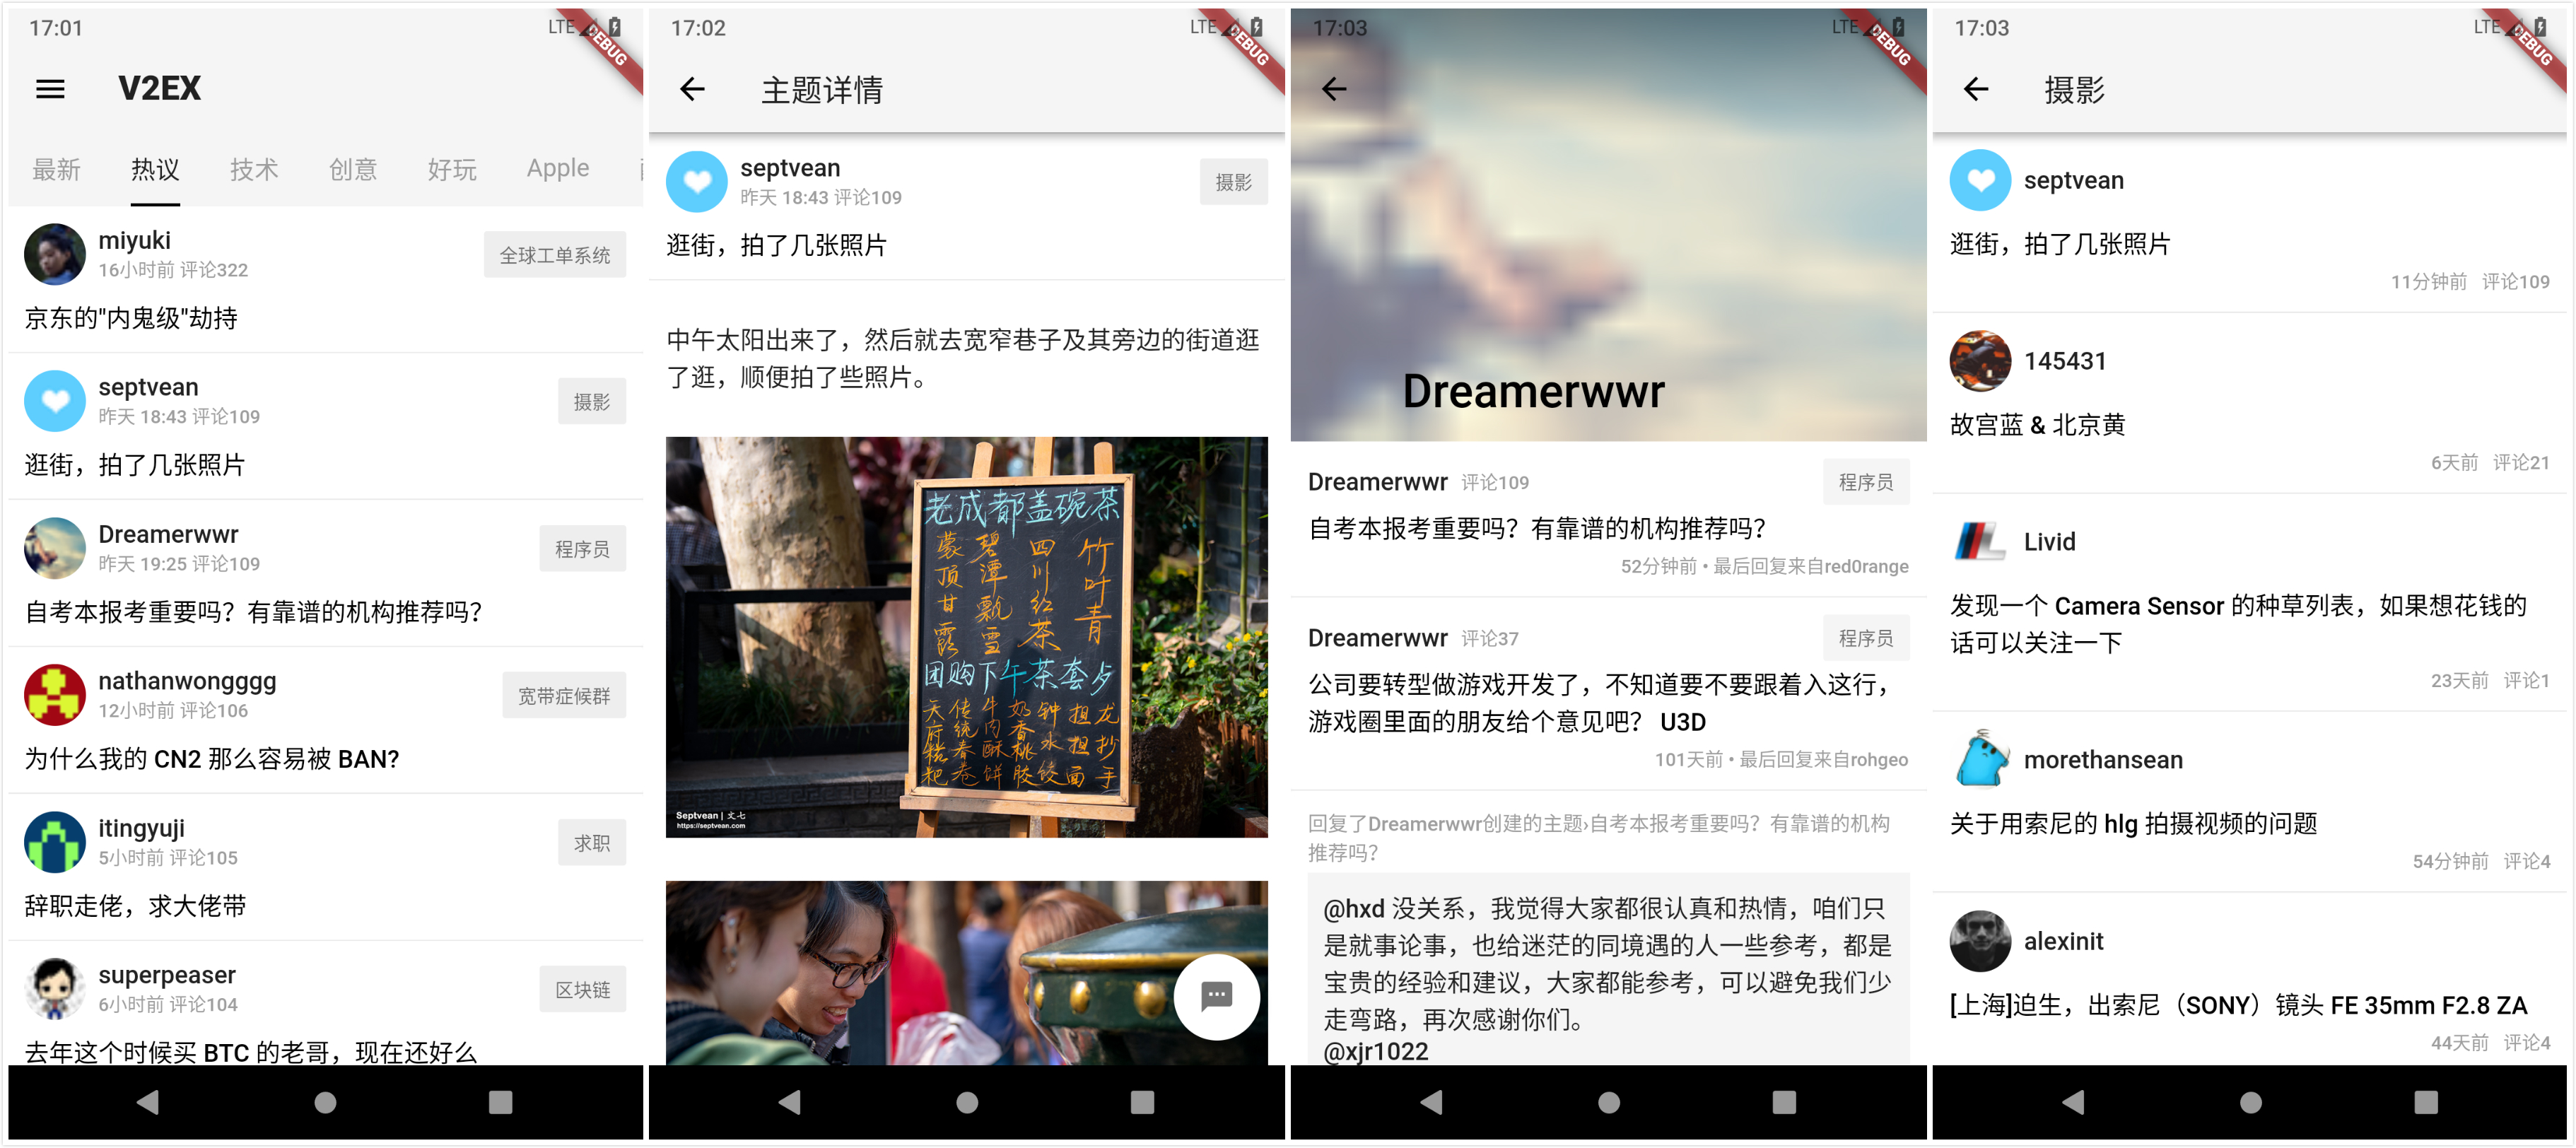 17:01
LTE
DEBUG
V2EX
最新
热议
技术
创意
好玩
Apple
miyuki
16小时前 评论322
全球工单系统
京东的"内鬼级"劫持
septvean
昨天 18:43 评论109
摄影
逛街，拍了几张照片
Dreamerwwr
昨天 19:25 评论109
程序员
自考本报考重要吗？有靠谱的机构推荐吗？
nathanwongggg
12小时前 评论106
宽带症候群
为什么我的 CN2 那么容易被 BAN?
itingyuji
5小时前 评论105
求职
辞职走佬，求大佬带
superpeaser
6小时前 评论104
区块链
去年这个时候买 BTC 的老哥，现在还好么
17:02
LTE
DEBUG
主题详情
septvean
昨天 18:43 评论109
摄影
逛街，拍了几张照片
中午太阳出来了，然后就去宽窄巷子及其旁边的街道逛
了逛，顺便拍了些照片。
老成都盖碗茶
蒙顶甘露
碧潭飘雪
四川红茶
竹叶青
团购下午茶套夕
天府糍粑
传统春卷
牛肉酥饼
奶香桃胶
钟水饺
担担面
龙抄手
Septvean | 文七
https://septvean.com
17:03
LTE
DEBUG
Dreamerwwr
Dreamerwwr 评论109
程序员
自考本报考重要吗？有靠谱的机构推荐吗？
52分钟前 • 最后回复来自red0range
Dreamerwwr 评论37
程序员
公司要转型做游戏开发了，不知道要不要跟着入这行，
游戏圈里面的朋友给个意见吧？ U3D
101天前 • 最后回复来自rohgeo
回复了Dreamerwwr创建的主题›自考本报考重要吗？有靠谱的机构
推荐吗？
@hxd 没关系，我觉得大家都很认真和热情，咱们只
是就事论事，也给迷茫的同境遇的人一些参考，都是
宝贵的经验和建议，大家都能参考，可以避免我们少
走弯路，再次感谢你们。
@xjr1022
17:03
LTE
DEBUG
摄影
septvean
逛街，拍了几张照片
11分钟前 评论109
145431
故宫蓝 & 北京黄
6天前 评论21
Livid
发现一个 Camera Sensor 的种草列表，如果想花钱的
话可以关注一下
23天前 评论1
morethansean
关于用索尼的 hlg 拍摄视频的问题
54分钟前 评论4
alexinit
[上海]迫生，出索尼（SONY）镜头 FE 35mm F2.8 ZA
44天前 评论4